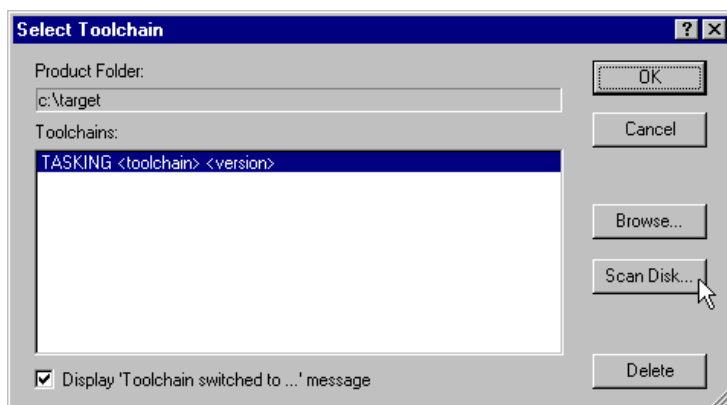 Select Toolchain
Product Folder:
c:\target
Toolchains:
TASKING <toolchain> <version>
Display 'Toolchain switched to ...' message
OK
Cancel
Browse...
Scan Disk...
Delete